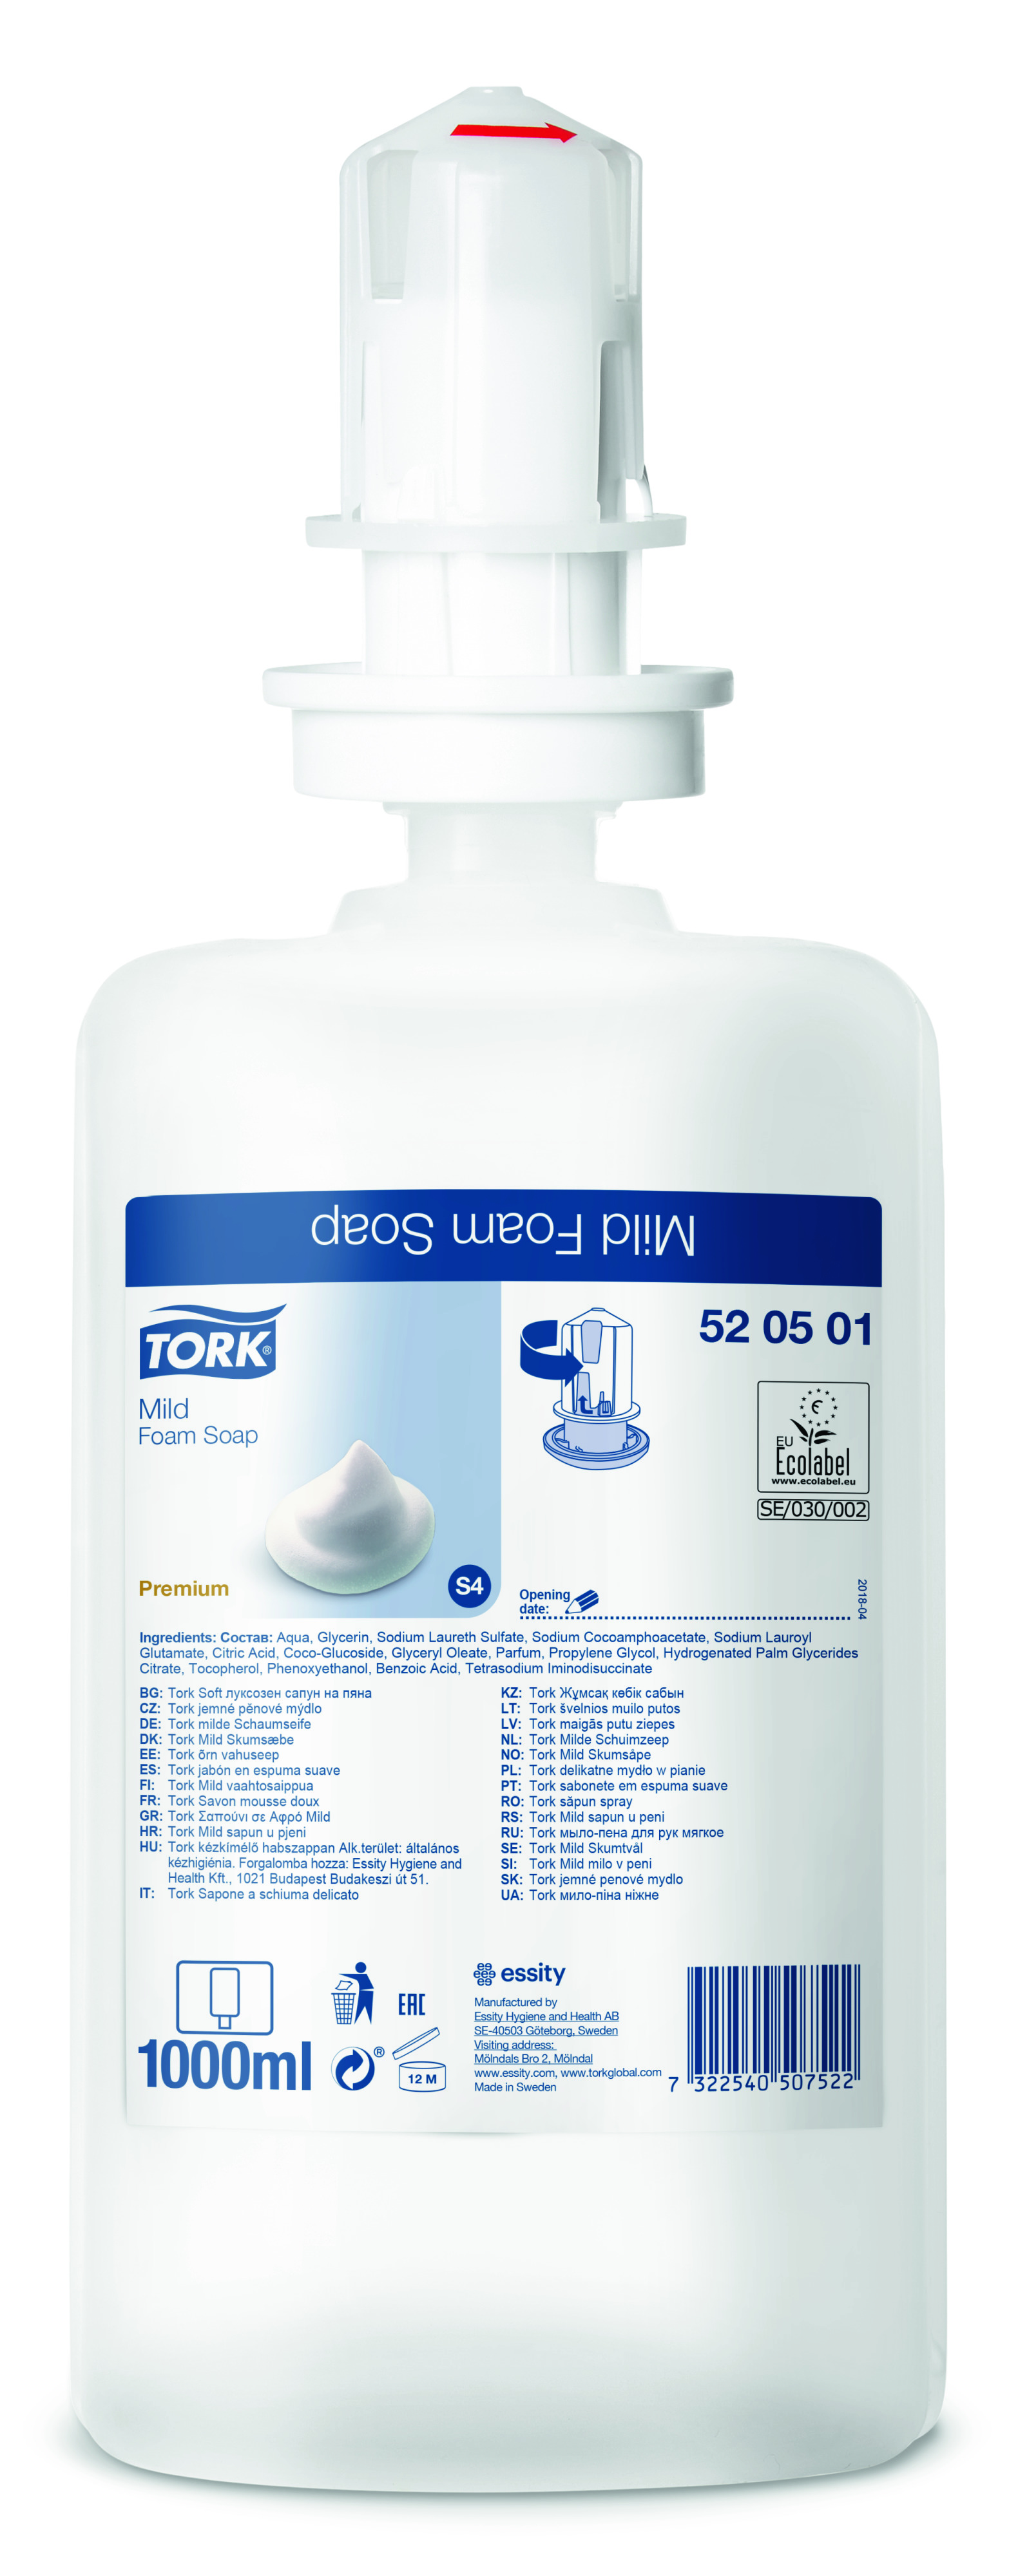 Mild Foam Soap
TORK®
52 05 01
Mild
Foam Soap
EU
Ecolabel
www.ecolabel.eu
SE/030/002
Premium
S4
Opening
date:
2018-04
Ingredients: Состав: Aqua, Glycerin, Sodium Laureth Sulfate, Sodium Cocoamphoacetate, Sodium Lauroyl
Glutamate, Citric Acid, Coco-Glucoside, Glyceryl Oleate, Parfum, Propylene Glycol, Hydrogenated Palm Glycerides
Citrate, Tocopherol, Phenoxyethanol, Benzoic Acid, Tetrasodium Iminodisuccinate
BG: Tork Soft луксозен сапун на пяна
CZ: Tork jemné pěnové mýdlo
DE: Tork milde Schaumseife
DK: Tork Mild Skumsæbe
EE: Tork õrn vahuseep
ES: Tork jabón en espuma suave
FI: Tork Mild vaahtosaippua
FR: Tork Savon mousse doux
GR: Tork Σαπούνι σε Αφρό Mild
HR: Tork Mild sapun u pjeni
HU: Tork kézkímélő habszappan Alk.terület: általános
kézhigiénia. Forgalomba hozza: Essity Hygiene and
Health Kft., 1021 Budapest Budakeszi út 51.
IT: Tork Sapone a schiuma delicato
KZ: Tork Жұмсақ көбік сабын
LT: Tork švelnios muilo putos
LV: Tork maigās putu ziepes
NL: Tork Milde Schuimzeep
NO: Tork Mild Skumsåpe
PL: Tork delikatne mydło w pianie
PT: Tork sabonete em espuma suave
RO: Tork săpun spray
RS: Tork Mild sapun u peni
RU: Tork мыло-пена для рук мягкое
SE: Tork Mild Skumtvål
SI: Tork Mild milo v peni
SK: Tork jemné penové mydlo
UA: Tork мило-піна ніжне
1000ml
EAC
®
12 M
essity
Manufactured by
Essity Hygiene and Health AB
SE-40503 Göteborg, Sweden
Visiting address:
Mölndals Bro 2, Mölndal
www.essity.com, www.torkglobal.com
Made in Sweden
7 322540 507522